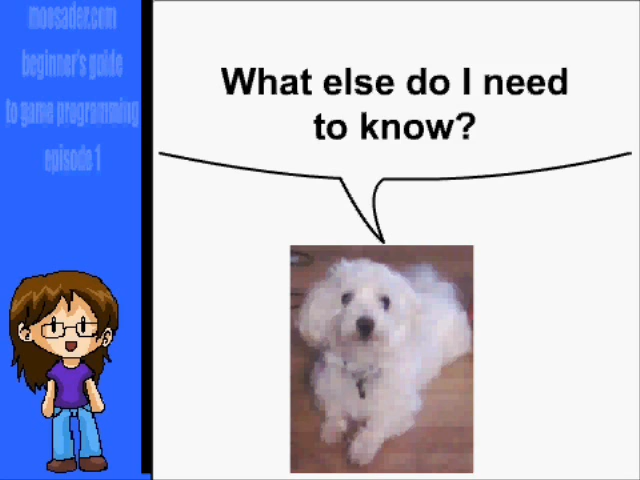 moosader.com
beginner's guide
to game programming
episode 1
What else do I need
to know?